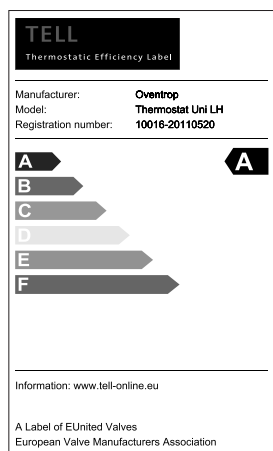 TELL
Thermostatic Efficiency Label
Manufacturer: Oventrop
Model: Thermostat Uni LH
Registration number: 10016-20110520
A A
B
C
D
E
F
Information: www.tell-online.eu
A Label of EUnited Valves
European Valve Manufacturers Association